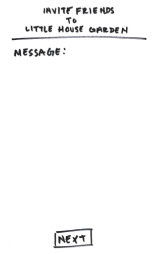 INVITE FRIENDS
TO
LITTLE HOUSE GARDEN
MESSAGE:
NEXT